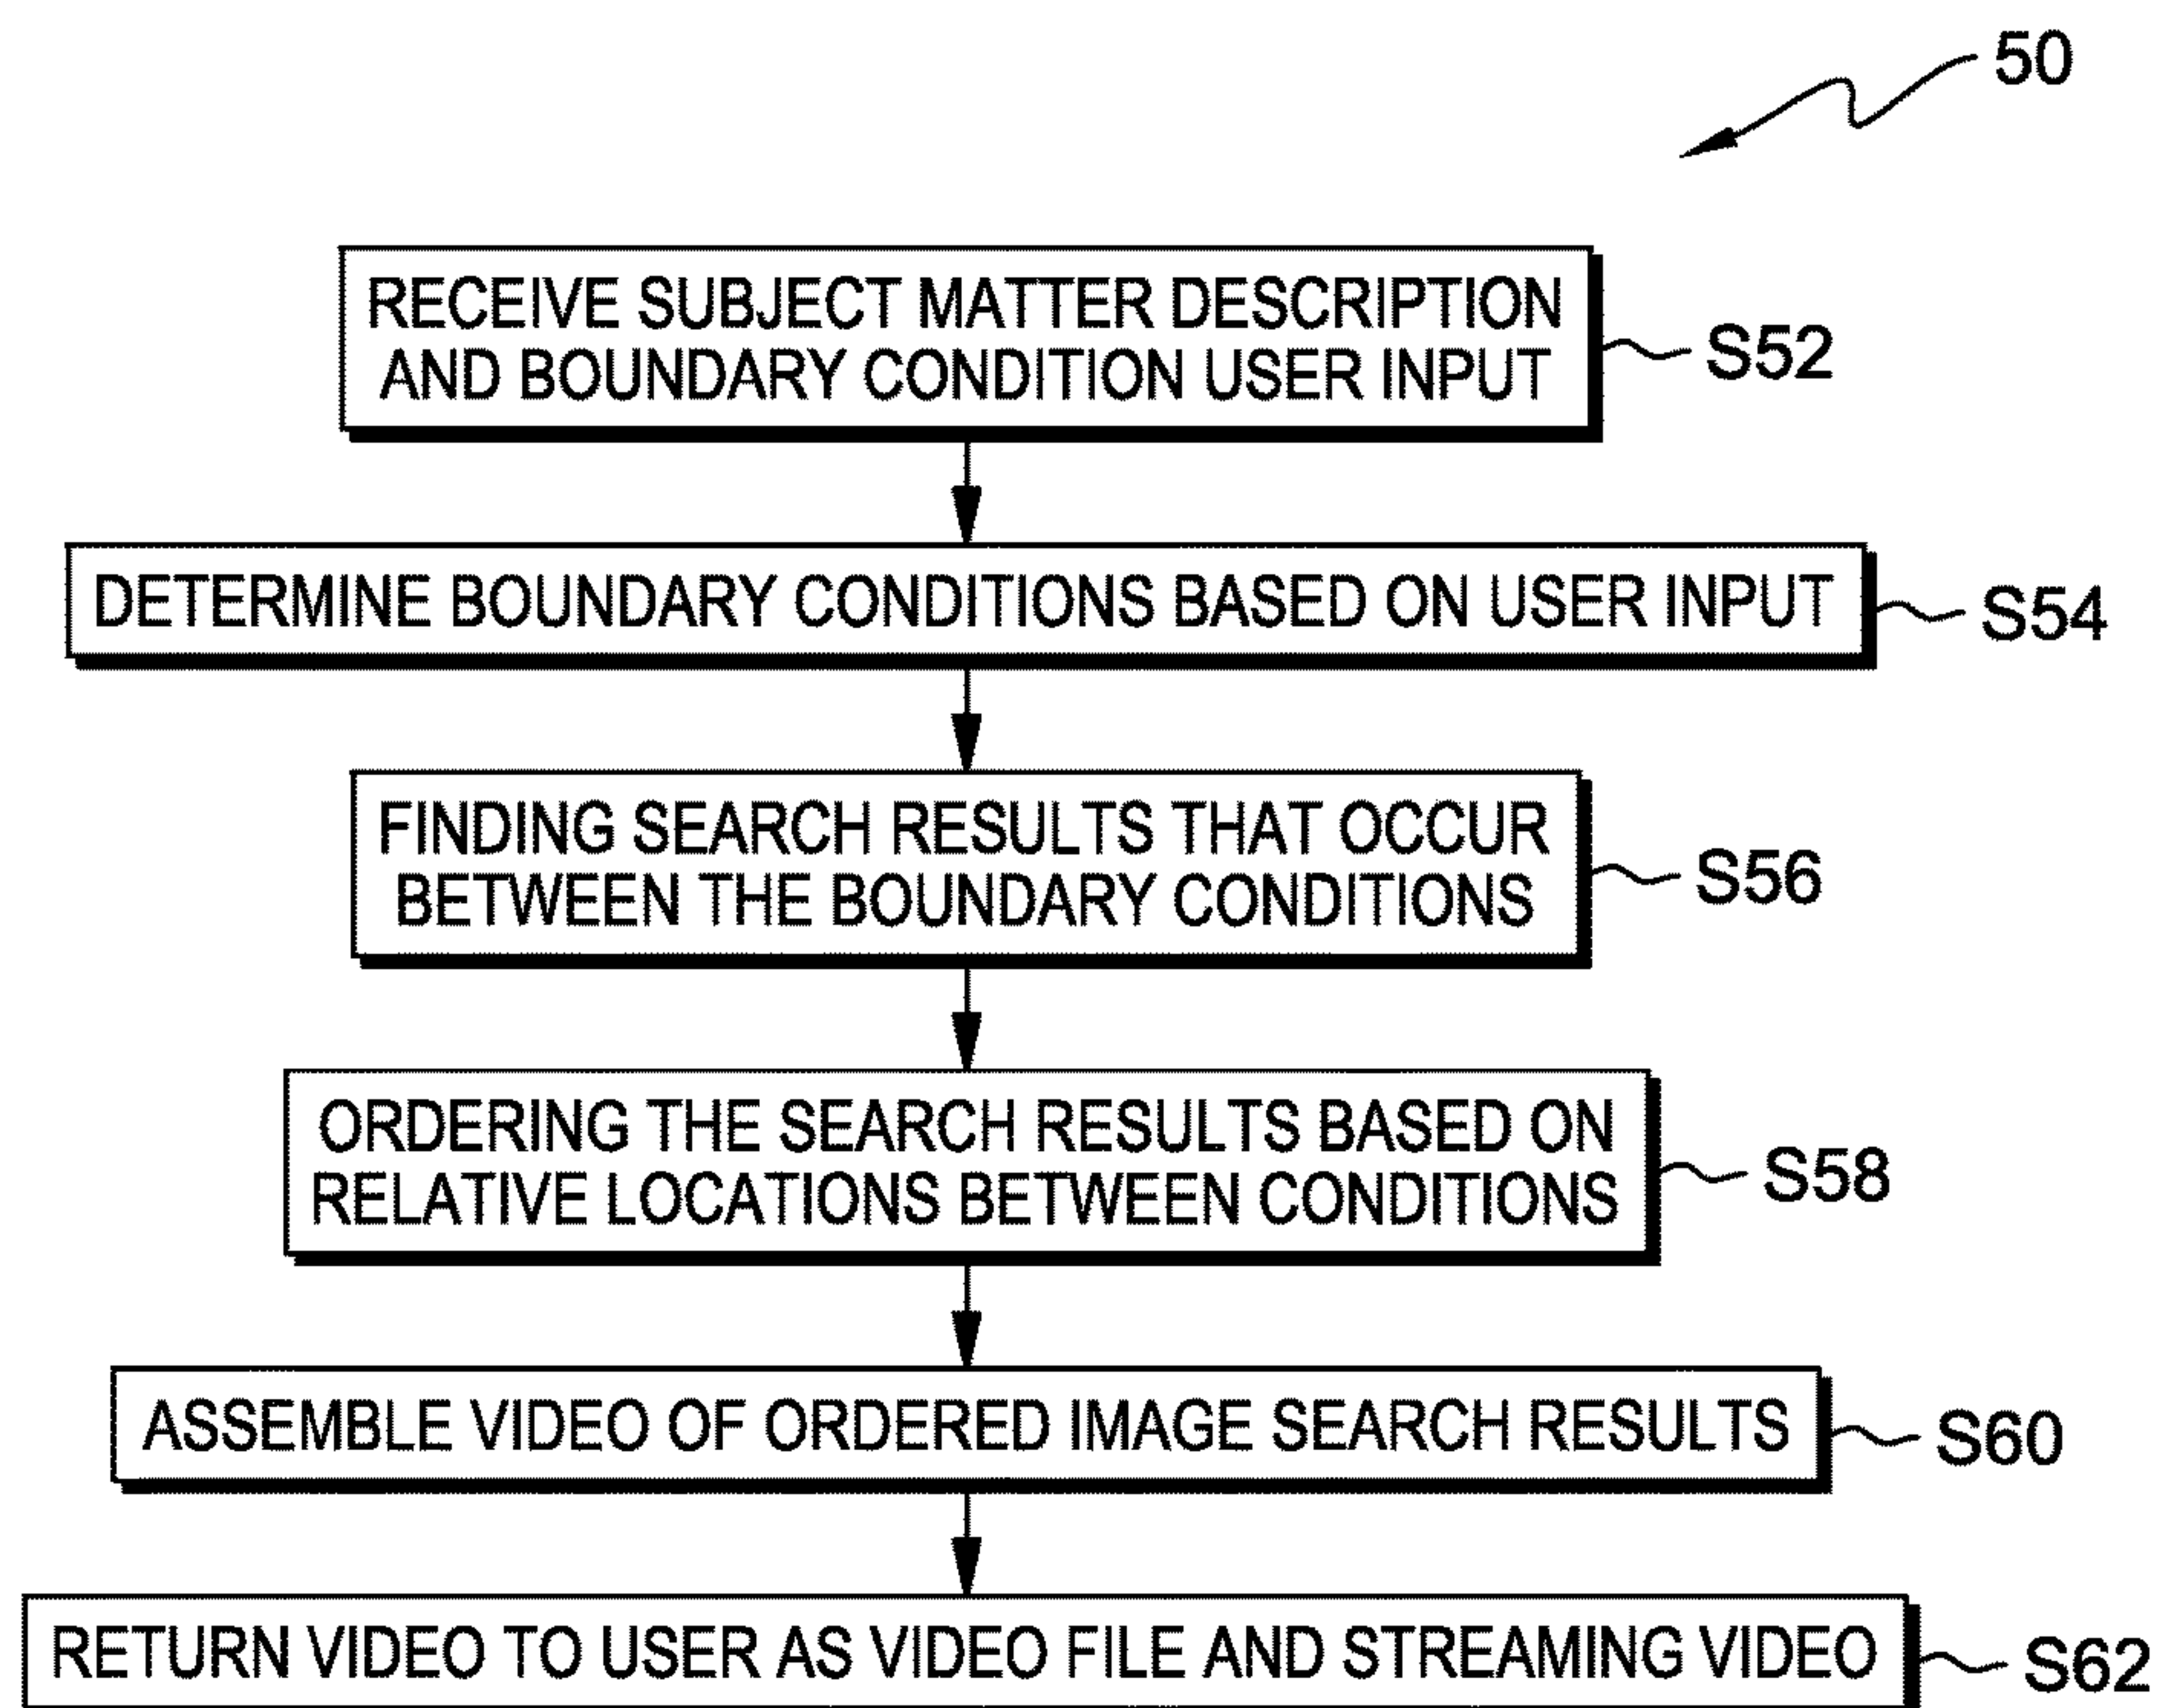 50
RECEIVE SUBJECT MATTER DESCRIPTION
AND BOUNDARY CONDITION USER INPUT
S52
DETERMINE BOUNDARY CONDITIONS BASED ON USER INPUT
S54
FINDING SEARCH RESULTS THAT OCCUR
BETWEEN THE BOUNDARY CONDITIONS
S56
ORDERING THE SEARCH RESULTS BASED ON
RELATIVE LOCATIONS BETWEEN CONDITIONS
S58
ASSEMBLE VIDEO OF ORDERED IMAGE SEARCH RESULTS
S60
RETURN VIDEO TO USER AS VIDEO FILE AND STREAMING VIDEO
S62